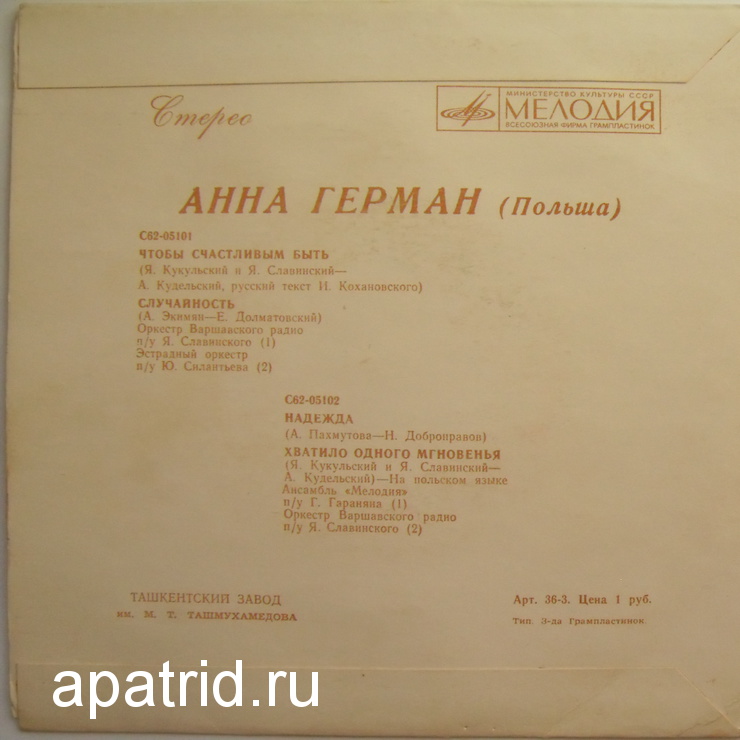 Стерео
МИНИСТЕРСТВО КУЛЬТУРЫ СССР
МЕЛОДИЯ
ВСЕСОЮЗНАЯ ФИРМА ГРАМПЛАСТИНОК
АННА ГЕРМАН (Польша)
С62-05101
ЧТОБЫ СЧАСТЛИВЫМ БЫТЬ
(Я. Кукульский и Я. Славинский—
А. Кудельский, русский текст И. Кохановского)
СЛУЧАЙНОСТЬ
(А. Экимян—Е. Долматовский)
Оркестр Варшавского радио
п/у Я. Славинского (1)
Эстрадный оркестр
п/у Ю. Силантьева (2)
С62-05102
НАДЕЖДА
(А. Пахмутова—Н. Добронравов)
ХВАТИЛО ОДНОГО МГНОВЕНЬЯ
(Я. Кукульский и Я. Славинский—
А. Кудельский)—На польском языке
Ансамбль «Мелодия»
п/у Г. Гараняна (1)
Оркестр Варшавского радио
п/у Я. Славинского (2)
ТАШКЕНТСКИЙ ЗАВОД
им. М. Т. ТАШМУХАМЕДОВА
Арт. 36-3. Цена 1 руб.
Тип. З-да Грампластинок
apatrid.ru